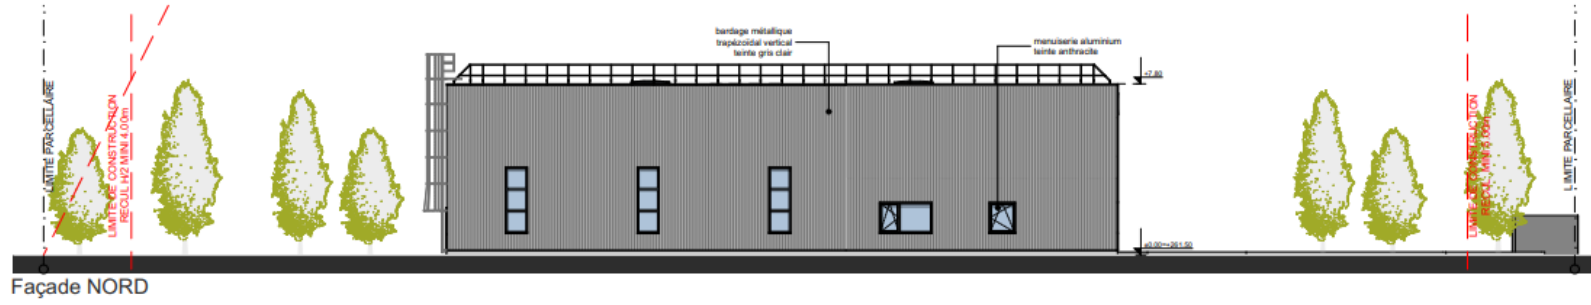 bardage métallique
trapézoïdal vertical
teinte gris clair
menuiserie aluminium
teinte anthracite
+7.80
±0.00=+261.50
LIMITE PARCELLAIRE
LIMITE DE CONSTRUCTION
RECUL H/2 MINI 4.00m
LIMITE DE CONSTRUCTION
RECUL MINI 5.00m
LIMITE PARCELLAIRE
Façade NORD